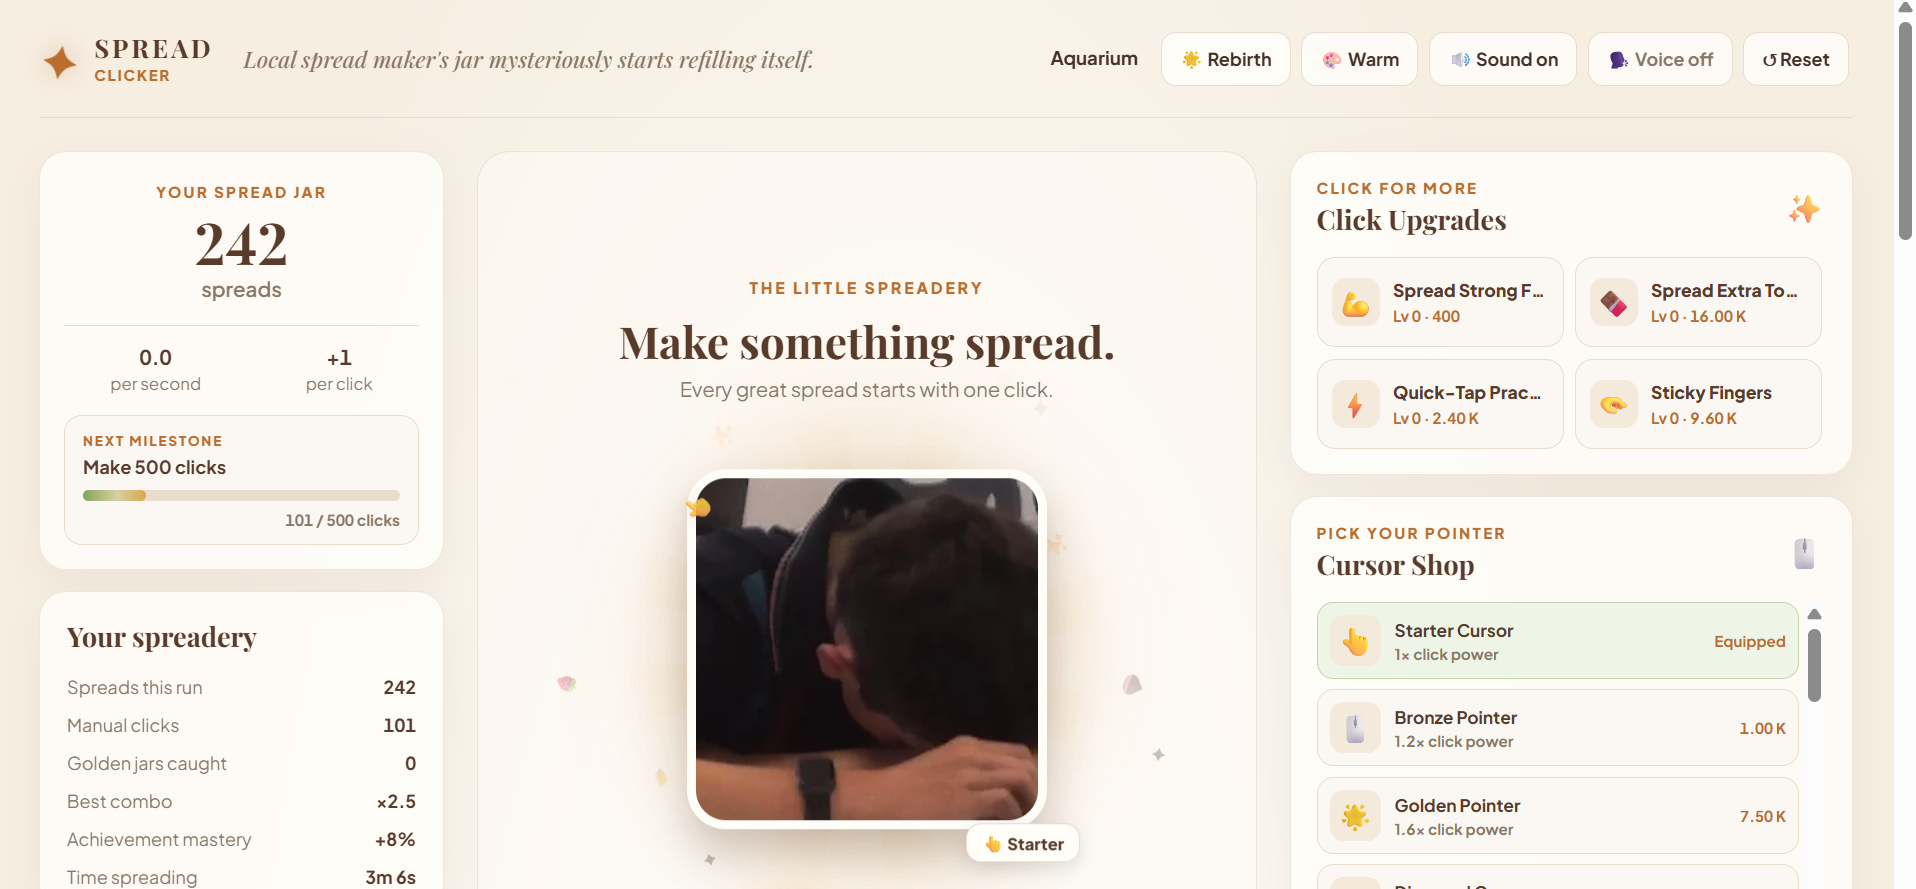 SPREAD
CLICKER
Local spread maker's jar mysteriously starts refilling itself.
Aquarium
Rebirth
Warm
Sound on
Voice off
↺ Reset
YOUR SPREAD JAR
242
spreads
0.0
per second
+1
per click
NEXT MILESTONE
Make 500 clicks
101 / 500 clicks
Your spreadery
Spreads this run 242
Manual clicks 101
Golden jars caught 0
Best combo ×2.5
Achievement mastery +8%
Time spreading 3m 6s
THE LITTLE SPREADERY
Make something spread.
Every great spread starts with one click.
Starter
CLICK FOR MORE
Click Upgrades
Spread Strong F...
Lv 0 · 400
Spread Extra To...
Lv 0 · 16.00 K
Quick-Tap Prac...
Lv 0 · 2.40 K
Sticky Fingers
Lv 0 · 9.60 K
PICK YOUR POINTER
Cursor Shop
Starter Cursor
1× click power
Equipped
Bronze Pointer
1.2× click power
1.00 K
Golden Pointer
1.6× click power
7.50 K